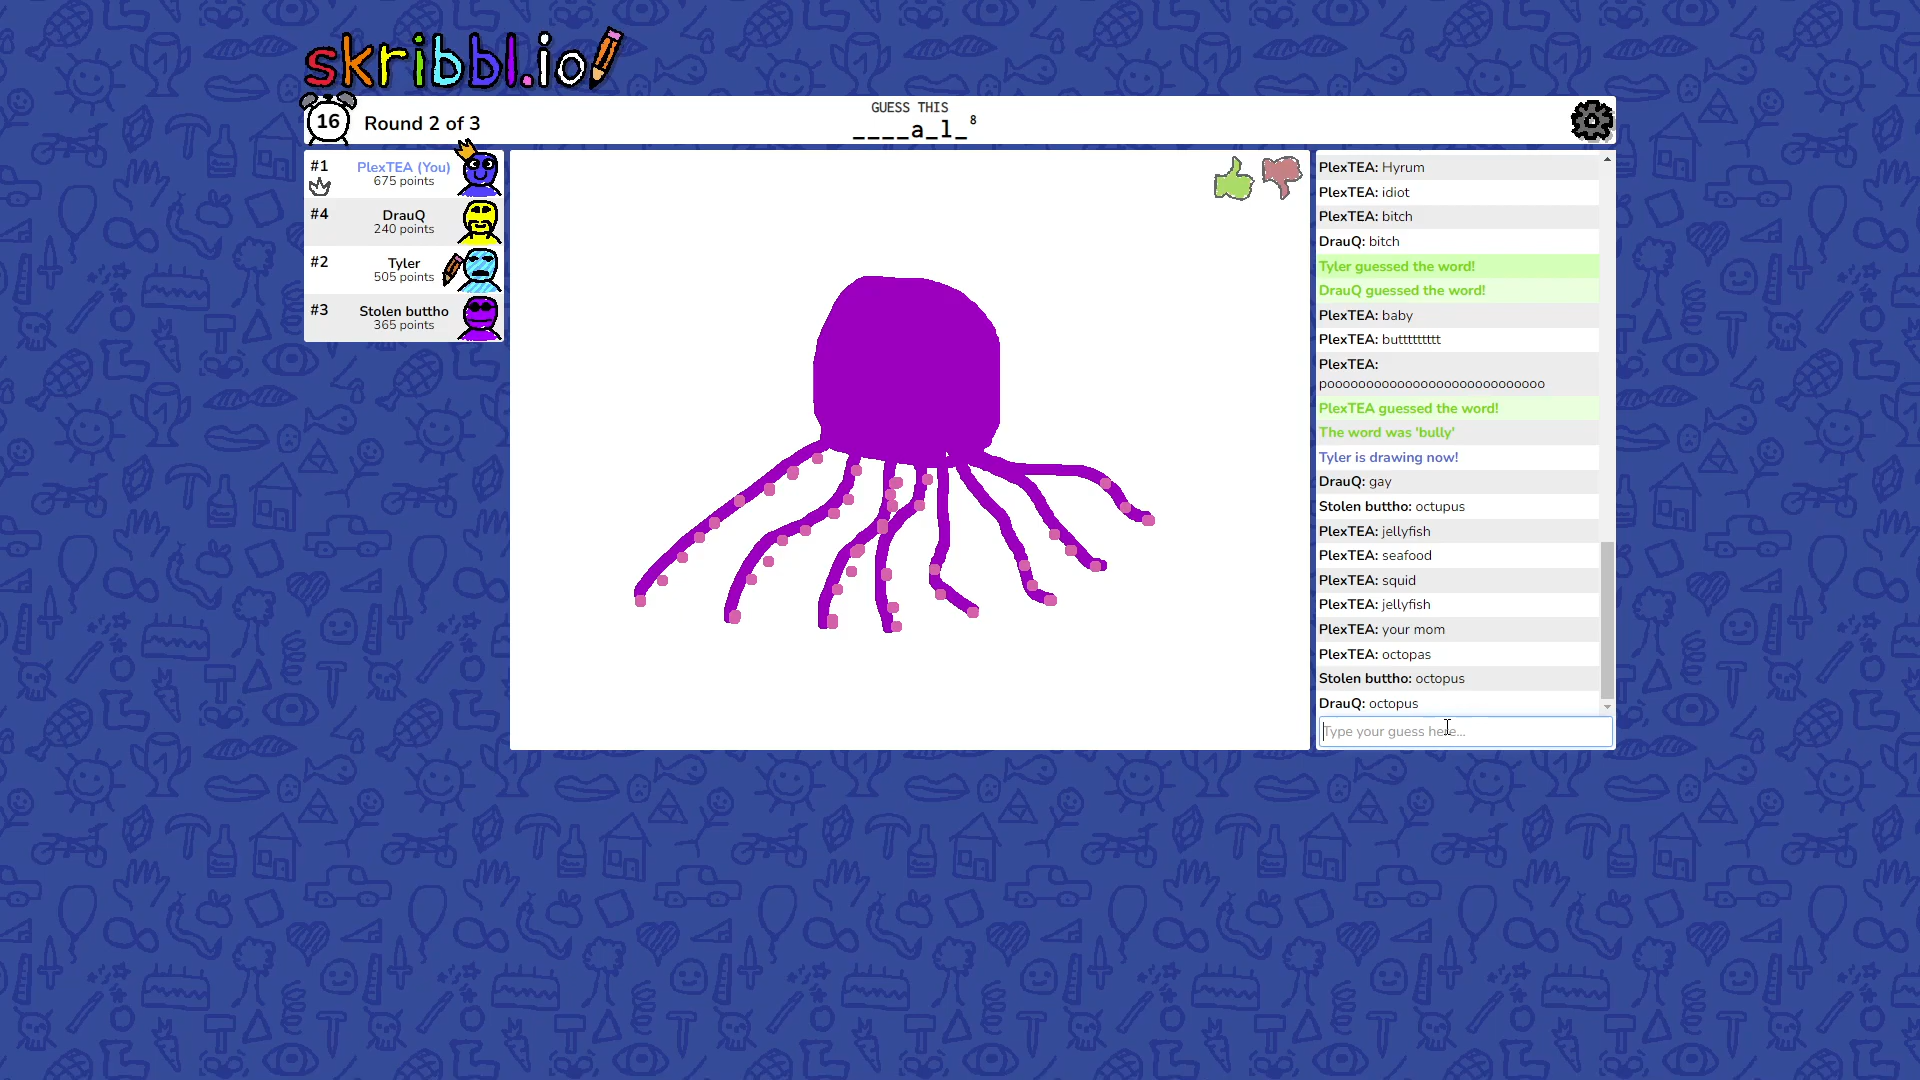 skribbl.io
16
Round 2 of 3
GUESS THIS
____a_l_ 8
#1
PlexTEA (You)
675 points
#4
DrauQ
240 points
#2
Tyler
505 points
#3
Stolen buttho
365 points
PlexTEA: Hyrum
PlexTEA: idiot
PlexTEA: bitch
DrauQ: bitch
Tyler guessed the word!
DrauQ guessed the word!
PlexTEA: baby
PlexTEA: buttttttttt
PlexTEA:
poooooooooooooooooooooooooooo
PlexTEA guessed the word!
The word was 'bully'
Tyler is drawing now!
DrauQ: gay
Stolen buttho: octupus
PlexTEA: jellyfish
PlexTEA: seafood
PlexTEA: squid
PlexTEA: jellyfish
PlexTEA: your mom
PlexTEA: octopas
Stolen buttho: octopus
DrauQ: octopus
Type your guess here...